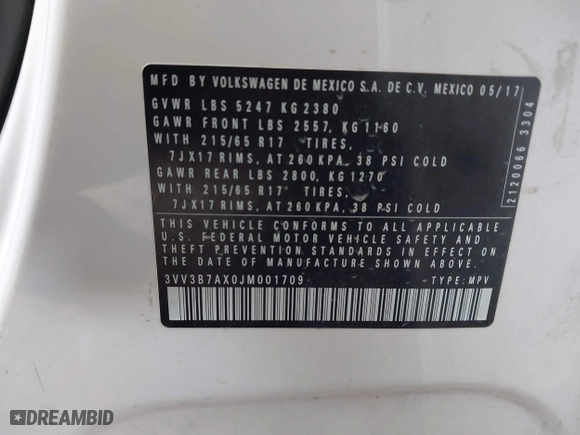 MFD BY VOLKSWAGEN DE MEXICO S.A. DE C.V. MEXICO 05/17
GVWR LBS 5247 KG 2380
GAWR FRONT LBS 2557, KG 1160
WITH 215/65 R17 TIRES,
7JX17 RIMS, AT 260 KPA, 38 PSI COLD
GAWR REAR LBS 2800, KG 1270
WITH 215/65 R17 TIRES,
7JX17 RIMS, AT 260 KPA, 38 PSI COLD
THIS VEHICLE CONFORMS TO ALL APPLICABLE
U.S. FEDERAL MOTOR VEHICLE SAFETY AND
THEFT PREVENTION STANDARDS IN EFFECT ON
THE DATE OF MANUFACTURE SHOWN ABOVE.
3VV3B7AX0JM001709 TYPE: MPV
2120066 3304
DREAMBID